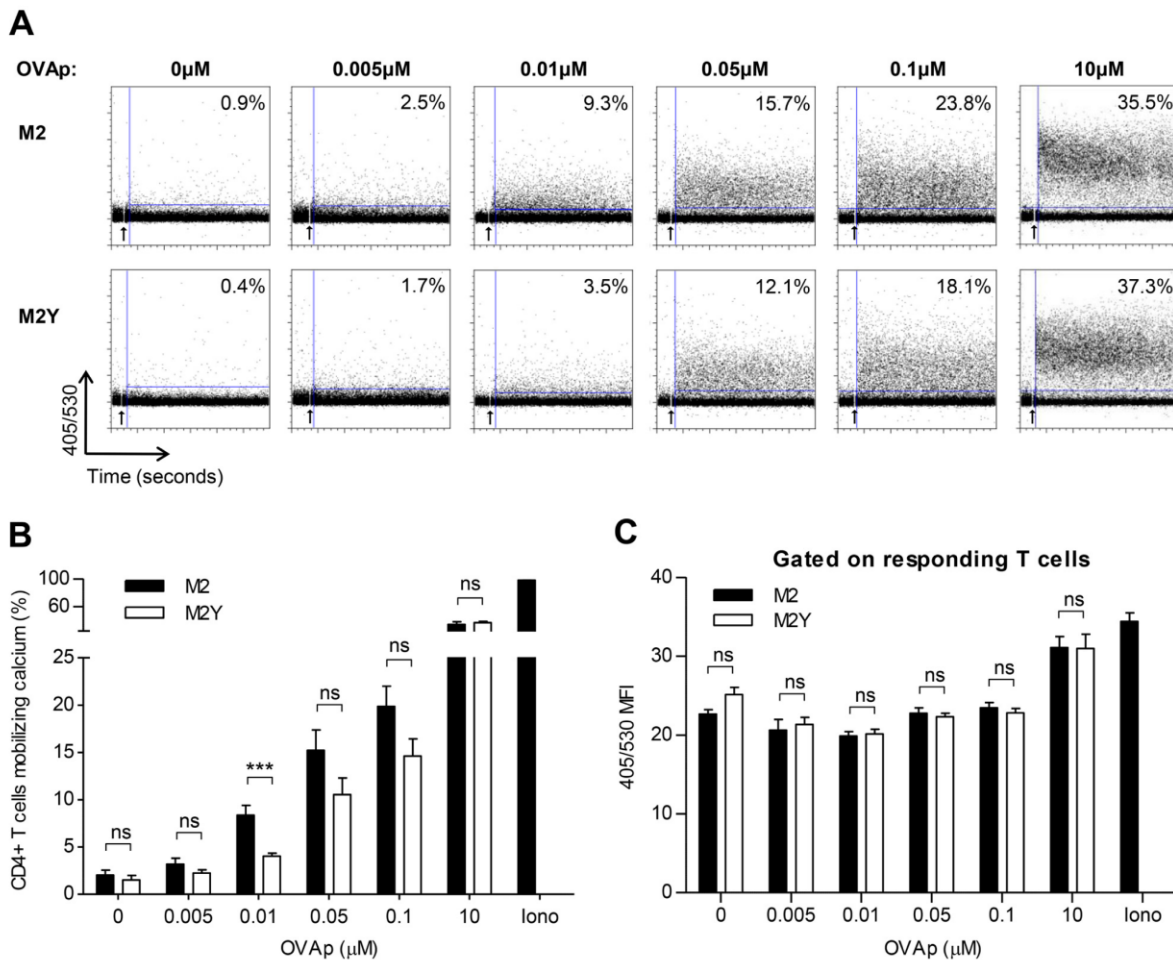 A
OVAp: 0µM 0.005µM 0.01µM 0.05µM 0.1µM 10µM
M2 0.9% 2.5% 9.3% 15.7% 23.8% 35.5%
M2Y 0.4% 1.7% 3.5% 12.1% 18.1% 37.3%
405/530
Time (seconds)
B
CD4+ T cells mobilizing calcium (%)
M2
M2Y
100
60
25
20
15
10
5
0
ns ns *** ns ns ns
0 0.005 0.01 0.05 0.1 10 Iono
OVAp (µM)
C
Gated on responding T cells
405/530 MFI
M2
M2Y
40
30
20
10
0
ns ns ns ns ns ns
0 0.005 0.01 0.05 0.1 10 Iono
OVAp (µM)